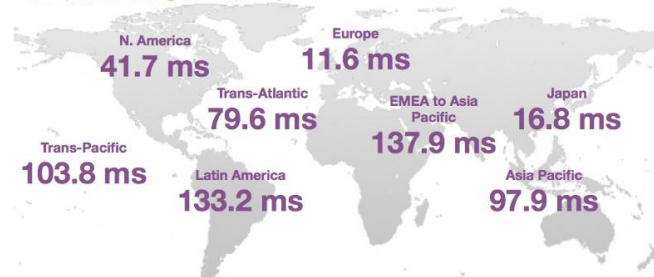 N. America
41.7 ms
Europe
11.6 ms
Trans-Atlantic
79.6 ms
EMEA to Asia
Pacific
137.9 ms
Japan
16.8 ms
Trans-Pacific
103.8 ms
Latin America
133.2 ms
Asia Pacific
97.9 ms